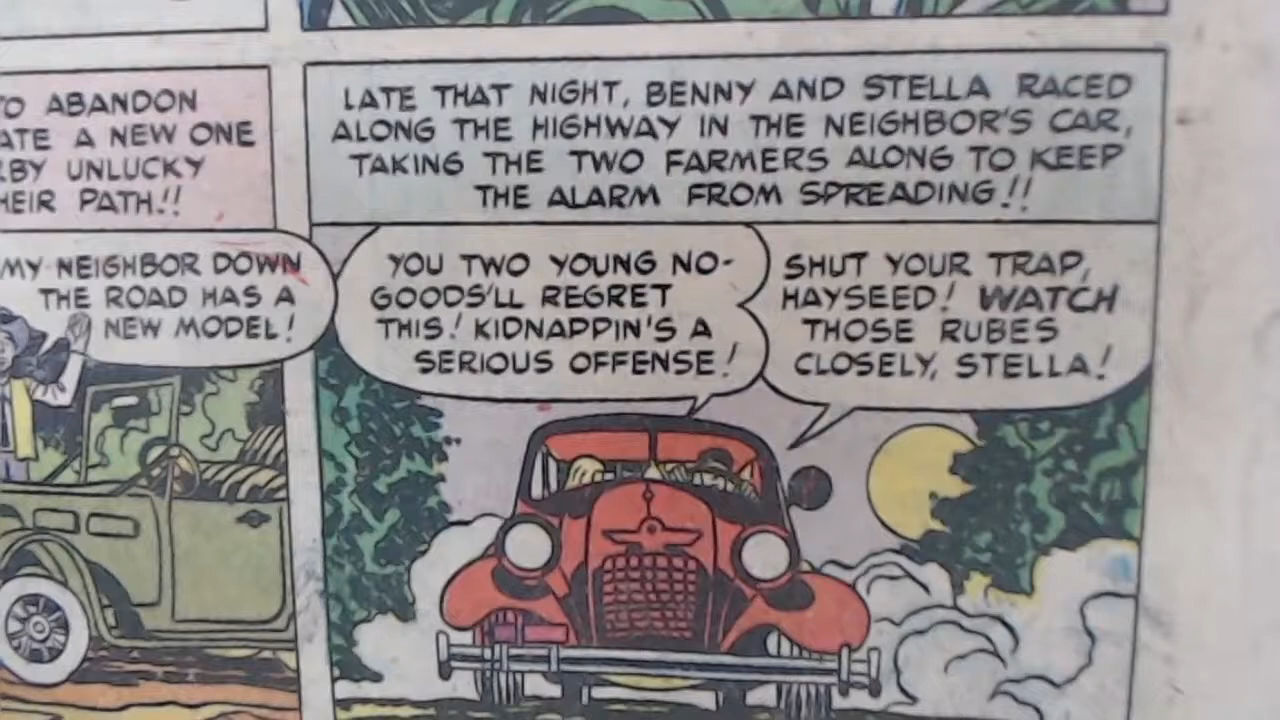 TO ABANDON
ATE A NEW ONE
BY UNLUCKY
HEIR PATH!!
MY NEIGHBOR DOWN
THE ROAD HAS A
NEW MODEL!
LATE THAT NIGHT, BENNY AND STELLA RACED
ALONG THE HIGHWAY IN THE NEIGHBOR'S CAR,
TAKING THE TWO FARMERS ALONG TO KEEP
THE ALARM FROM SPREADING!!
YOU TWO YOUNG NO-
GOODS'LL REGRET
THIS! KIDNAPPIN'S A
SERIOUS OFFENSE!
SHUT YOUR TRAP,
HAYSEED! WATCH
THOSE RUBES
CLOSELY, STELLA!